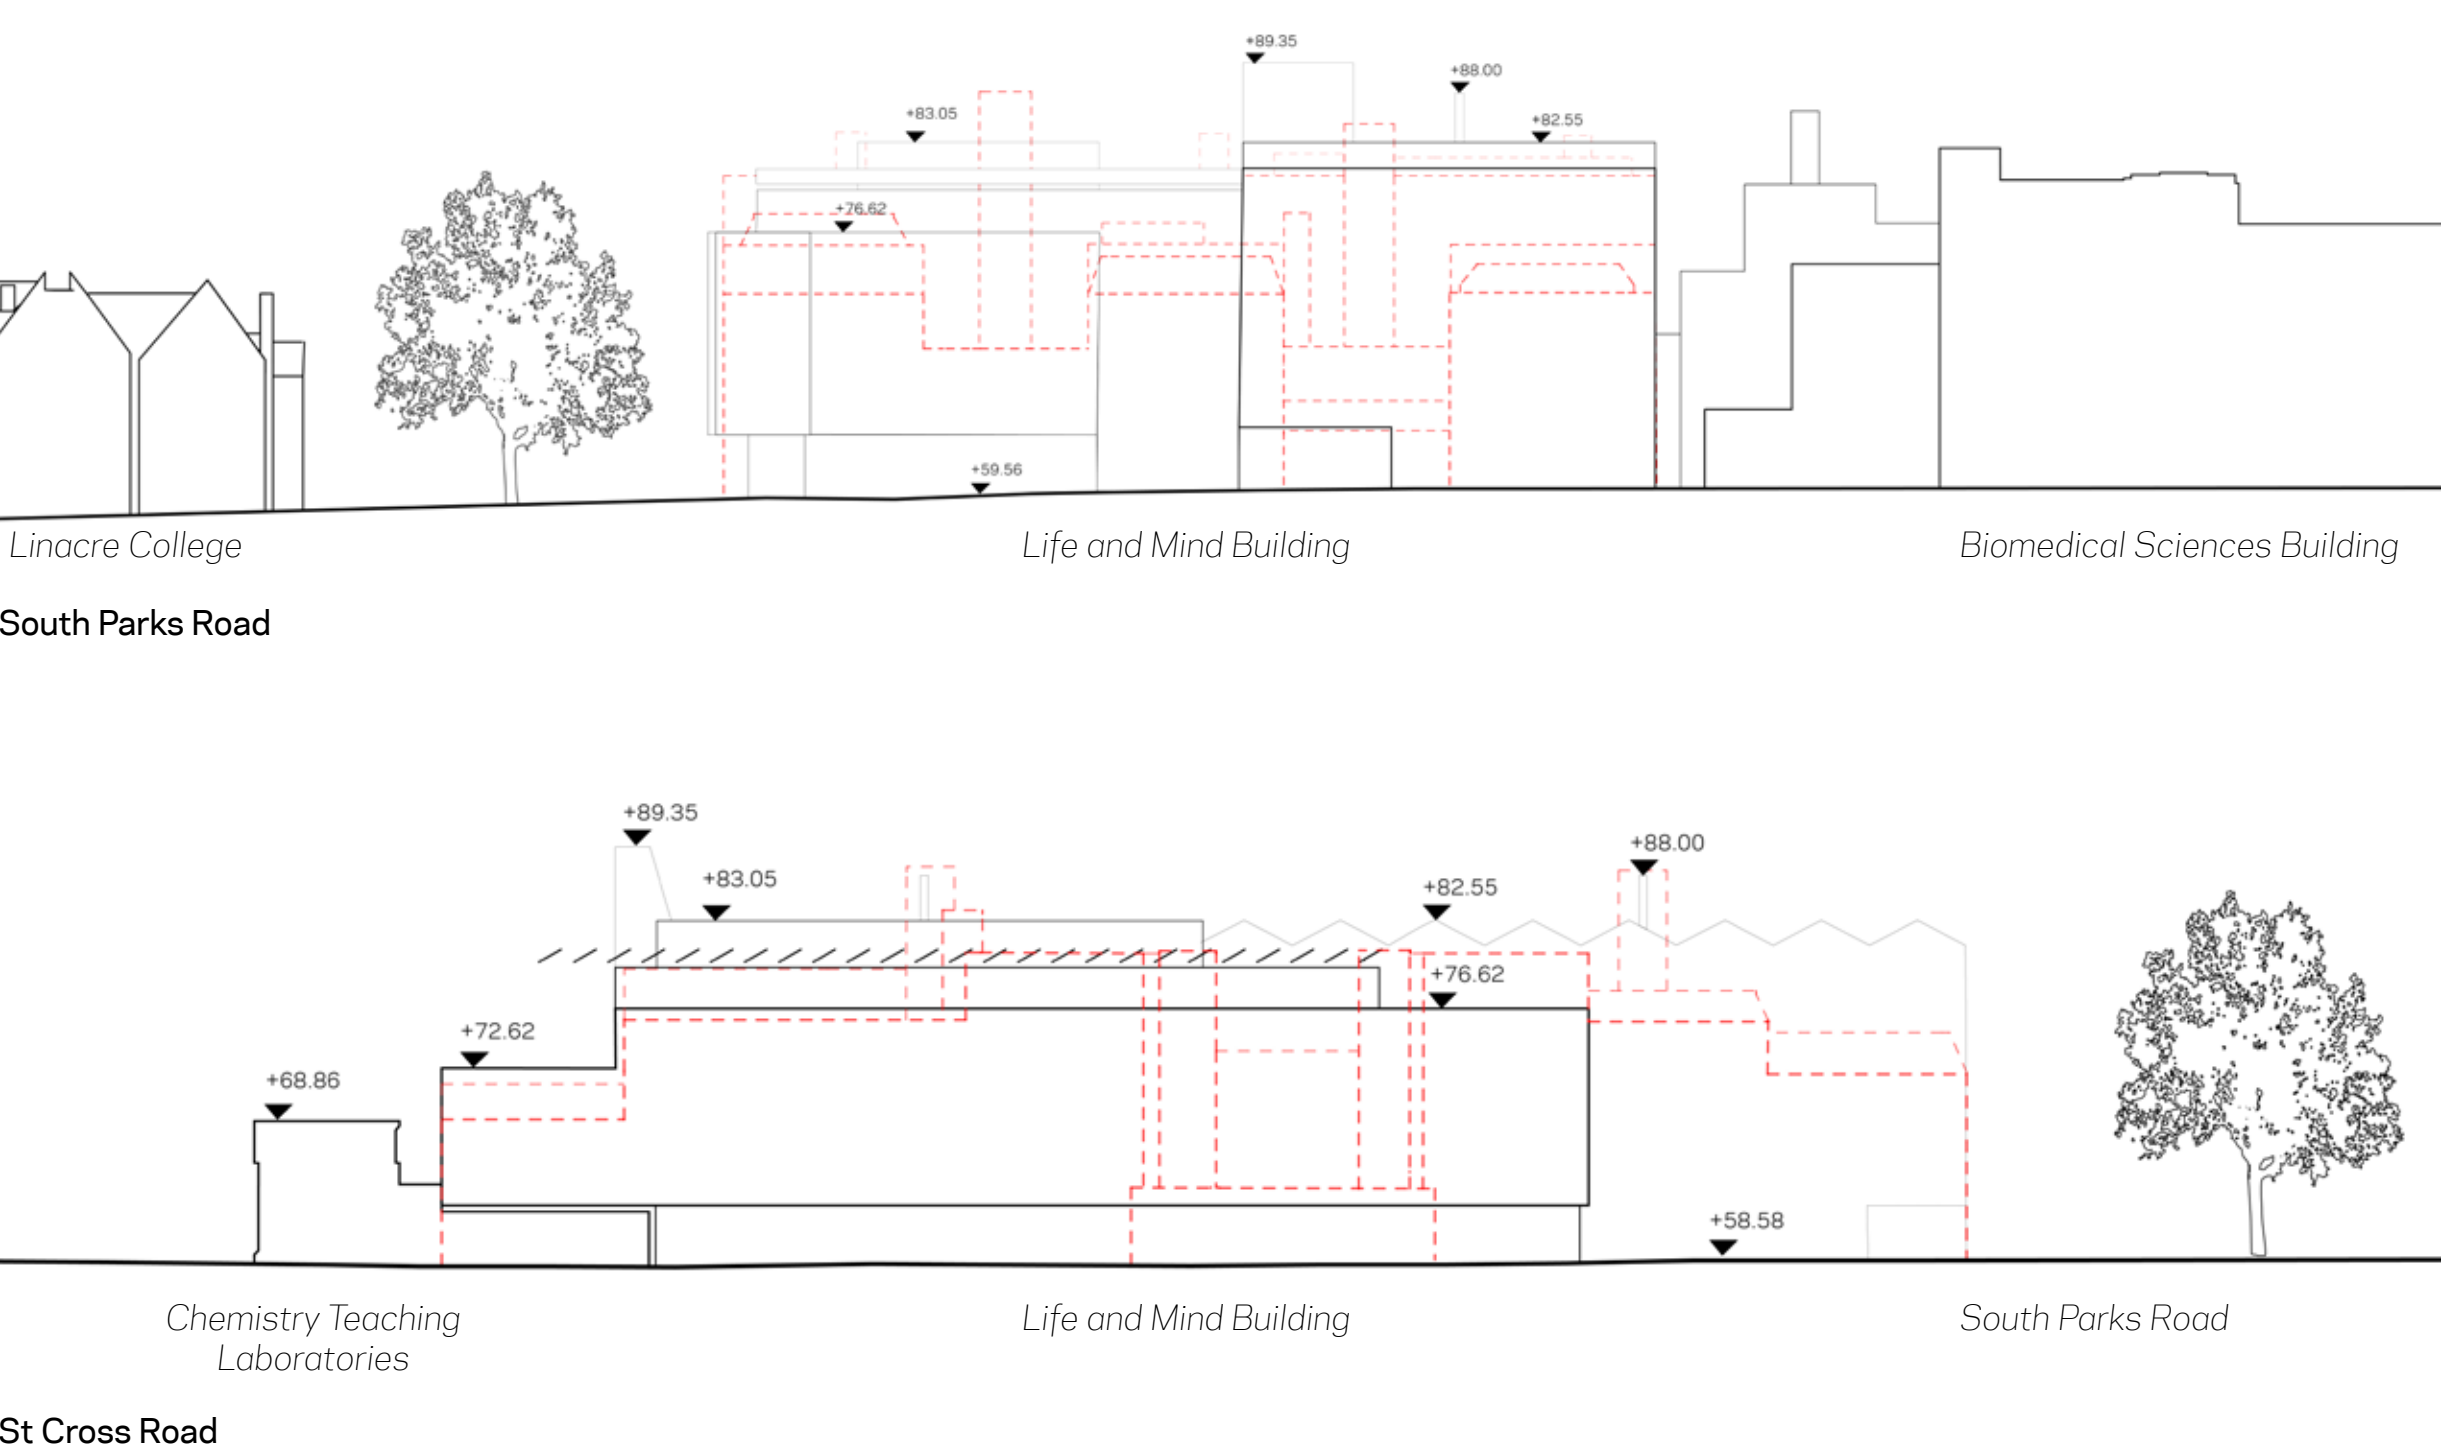 +89.35
+88.00
+83.05
+82.55
+76.62
+59.56
Linacre College
Life and Mind Building
Biomedical Sciences Building
South Parks Road
+89.35
+88.00
+83.05
+82.55
+76.62
+72.62
+68.86
+58.58
Chemistry Teaching
Laboratories
Life and Mind Building
South Parks Road
St Cross Road